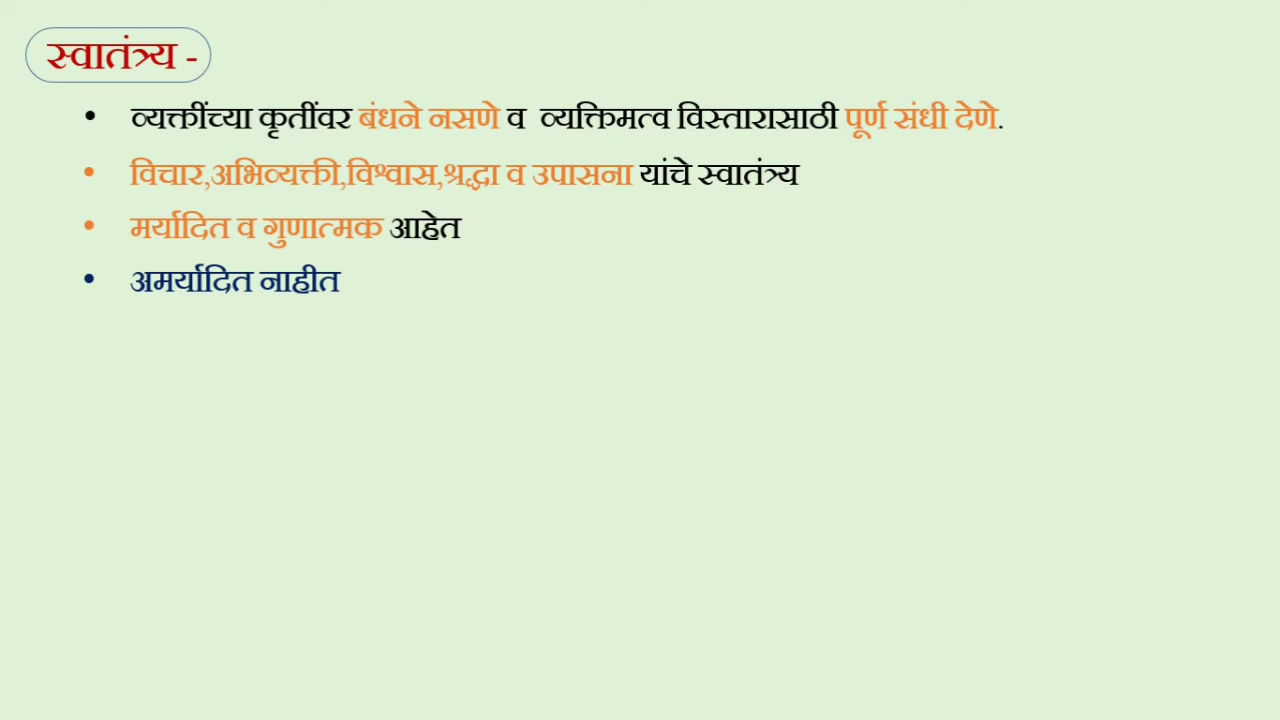 स्वातंत्र्य -
• व्यक्तींच्या कृतींवर बंधने नसणे व व्यक्तिमत्व विस्तारासाठी पूर्ण संधी देणे.
• विचार,अभिव्यक्ती,विश्वास,श्रद्धा व उपासना यांचे स्वातंत्र्य
• मर्यादित व गुणात्मक आहेत
• अमर्यादित नाहीत